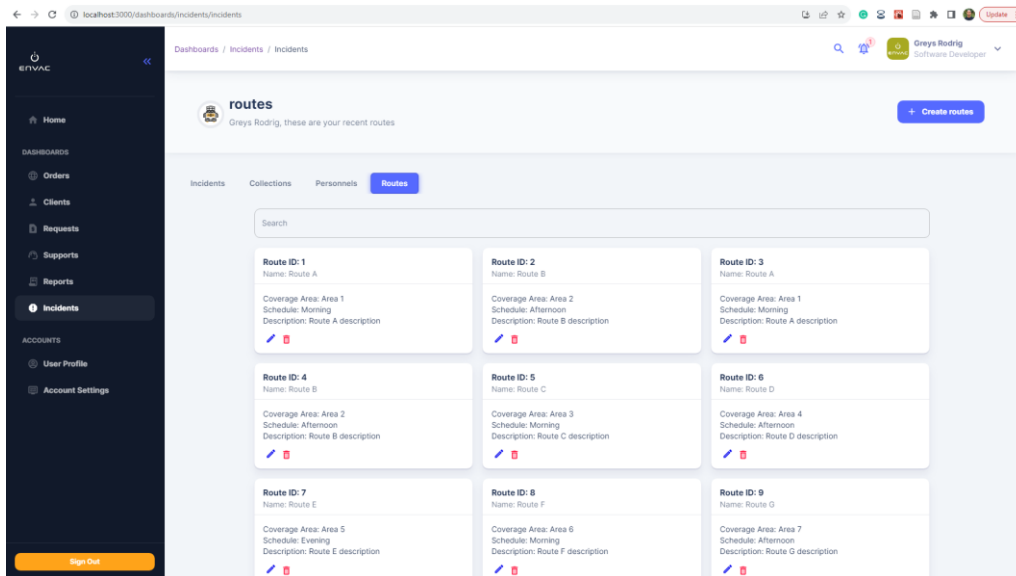 localhost:3000/dashboards/incidents/incidents
Update
envac
Dashboards / Incidents / Incidents
1
envac
Greys Rodrig
Software Developer
Home
DASHBOARDS
Orders
Clients
Requests
Supports
Reports
Incidents
ACCOUNTS
User Profile
Account Settings
Sign Out
routes
Greys Rodrig, these are your recent routes
+ Create routes
Incidents Collections Personnels Routes
Search
Route ID: 1
Name: Route A
Coverage Area: Area 1
Schedule: Morning
Description: Route A description
Route ID: 2
Name: Route B
Coverage Area: Area 2
Schedule: Afternoon
Description: Route B description
Route ID: 3
Name: Route A
Coverage Area: Area 1
Schedule: Morning
Description: Route A description
Route ID: 4
Name: Route B
Coverage Area: Area 2
Schedule: Afternoon
Description: Route B description
Route ID: 5
Name: Route C
Coverage Area: Area 3
Schedule: Morning
Description: Route C description
Route ID: 6
Name: Route D
Coverage Area: Area 4
Schedule: Afternoon
Description: Route D description
Route ID: 7
Name: Route E
Coverage Area: Area 5
Schedule: Evening
Description: Route E description
Route ID: 8
Name: Route F
Coverage Area: Area 6
Schedule: Morning
Description: Route F description
Route ID: 9
Name: Route G
Coverage Area: Area 7
Schedule: Afternoon
Description: Route G description